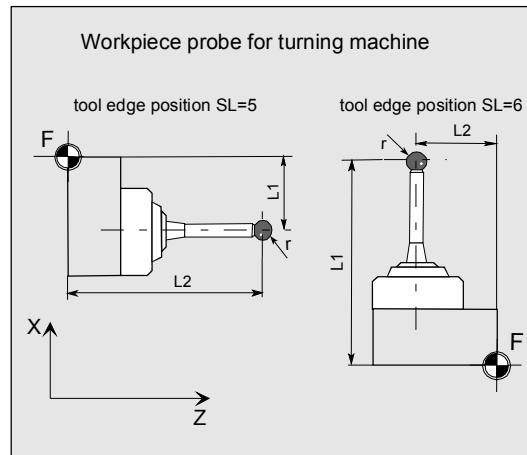 Workpiece probe for turning machine
tool edge position SL=5
tool edge position SL=6
F
L1
r
L2
r
L2
L1
F
X
Z